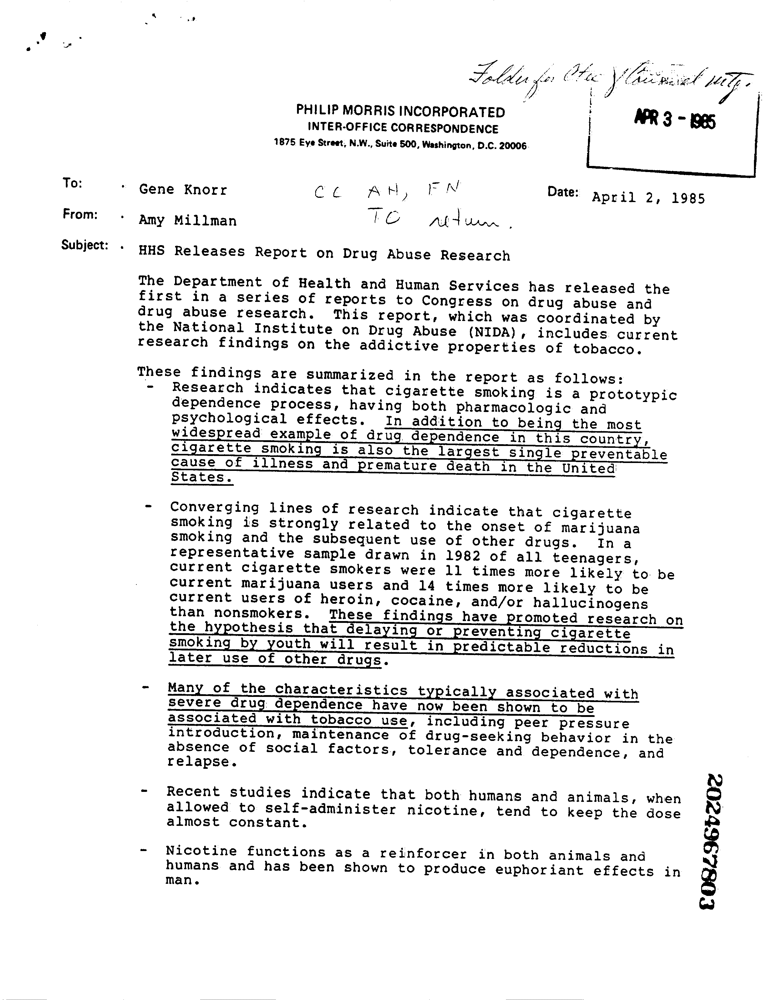 Folder for mtg.
PHILIP MORRIS INCORPORATED
INTER-OFFICE CORRESPONDENCE
1875 Eye Street, N.W., Suite 500, Washington, D.C. 20006
APR 3 - 1985
To: Gene Knorr
CC AH, FN
Date: April 2, 1985
From: Amy Millman
TO return.
Subject: HHS Releases Report on Drug Abuse Research
The Department of Health and Human Services has released the
first in a series of reports to Congress on drug abuse and
drug abuse research. This report, which was coordinated by
the National Institute on Drug Abuse (NIDA), includes current
research findings on the addictive properties of tobacco.
These findings are summarized in the report as follows:
- Research indicates that cigarette smoking is a prototypic
dependence process, having both pharmacologic and
psychological effects. In addition to being the most
widespread example of drug dependence in this country,
cigarette smoking is also the largest single preventable
cause of illness and premature death in the United
States.
- Converging lines of research indicate that cigarette
smoking is strongly related to the onset of marijuana
smoking and the subsequent use of other drugs. In a
representative sample drawn in 1982 of all teenagers,
current cigarette smokers were 11 times more likely to be
current marijuana users and 14 times more likely to be
current users of heroin, cocaine, and/or hallucinogens
than nonsmokers. These findings have promoted research on
the hypothesis that delaying or preventing cigarette
smoking by youth will result in predictable reductions in
later use of other drugs.
- Many of the characteristics typically associated with
severe drug dependence have now been shown to be
associated with tobacco use, including peer pressure
introduction, maintenance of drug-seeking behavior in the
absence of social factors, tolerance and dependence, and
relapse.
- Recent studies indicate that both humans and animals, when
allowed to self-administer nicotine, tend to keep the dose
almost constant.
- Nicotine functions as a reinforcer in both animals and
humans and has been shown to produce euphoriant effects in
man.
2024967803